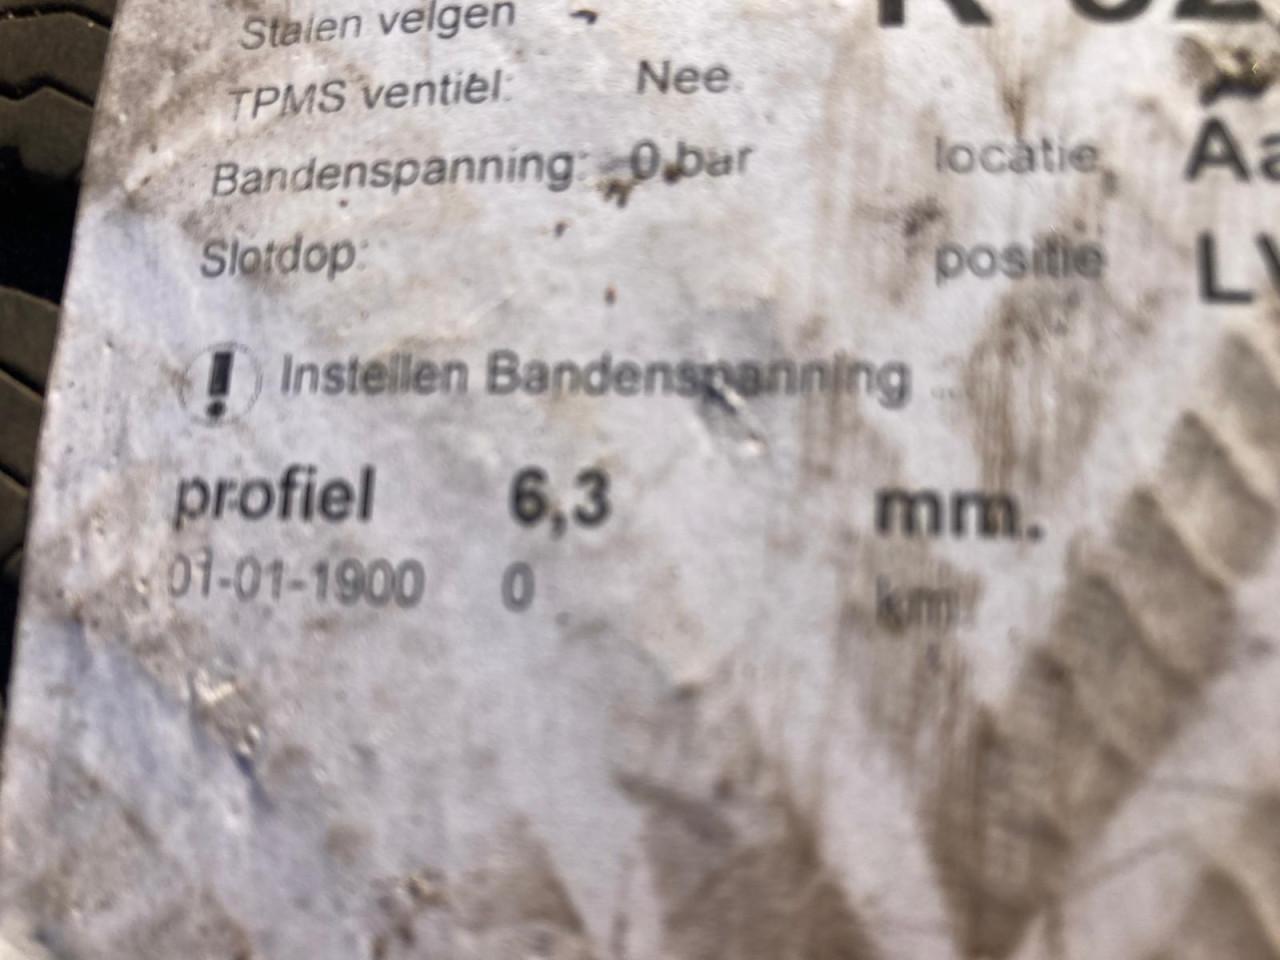 Stalen velgen
TPMS ventiel: Nee
Bandenspanning: 0 bar locatie
Slotdop: positie
! Instellen Bandenspanning
profiel 6,3 mm.
01-01-1900 0 km.